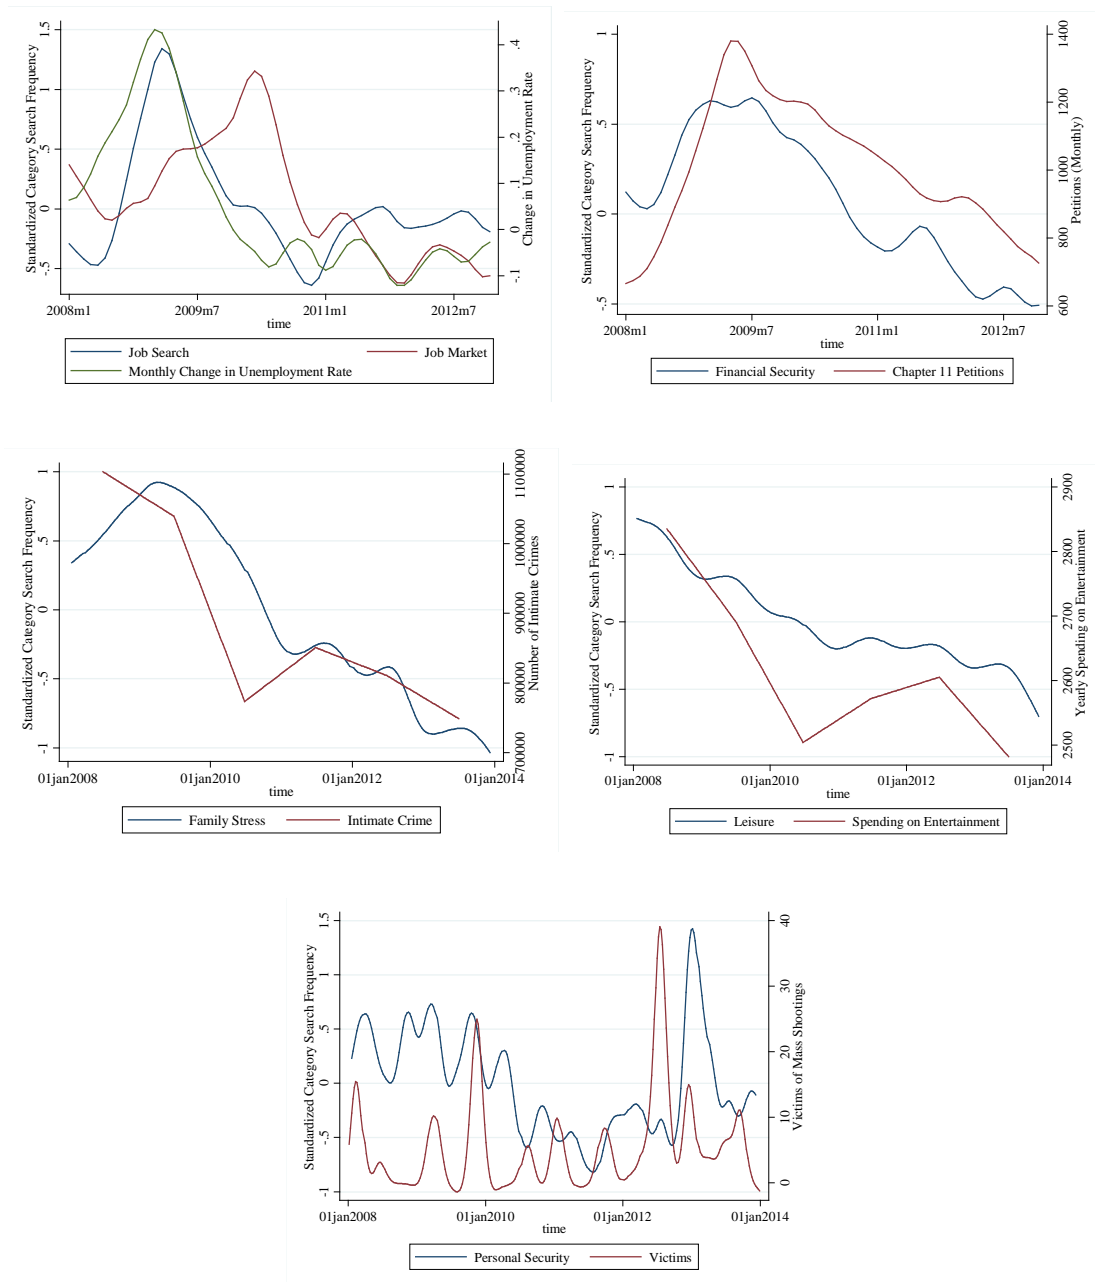 Standardized Category Search Frequency
1.5
1
.5
0
-.5
.4
.3
.2
.1
0
-.1
Change in Unemployment Rate
2008m1 2009m7 2011m1 2012m7
time
Job Search Job Market
Monthly Change in Unemployment Rate
Standardized Category Search Frequency
1
.5
0
-.5
1400
1200
1000
800
600
Petitions (Monthly)
2008m1 2009m7 2011m1 2012m7
time
Financial Security Chapter 11 Petitions
Standardized Category Search Frequency
1
.5
0
-.5
-1
1100000
1000000
900000
800000
700000
Number of Intimate Crimes
01jan2008 01jan2010 01jan2012 01jan2014
time
Family Stress Intimate Crime
Standardized Category Search Frequency
1
.5
0
-.5
-1
2900
2800
2700
2600
2500
Yearly Spending on Entertainment
01jan2008 01jan2010 01jan2012 01jan2014
time
Leisure Spending on Entertainment
Standardized Category Search Frequency
1.5
1
.5
0
-.5
-1
40
30
20
10
0
Victims of Mass Shootings
01jan2008 01jan2010 01jan2012 01jan2014
time
Personal Security Victims